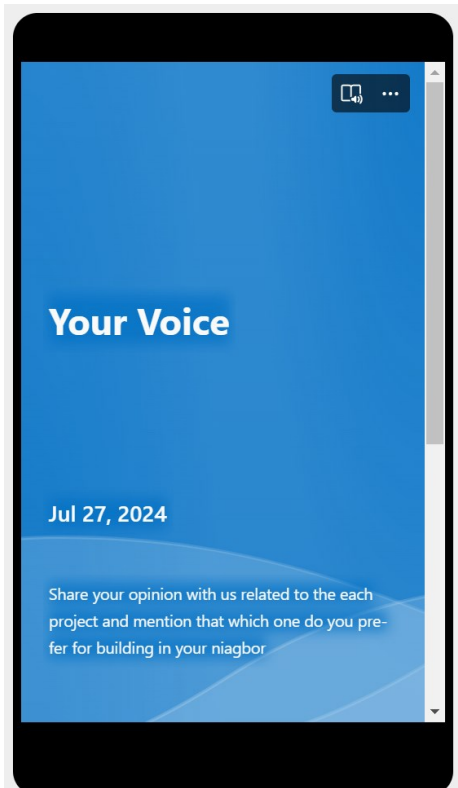 Your Voice
Jul 27, 2024
Share your opinion with us related to the each
project and mention that which one do you pre-
fer for building in your niagbor